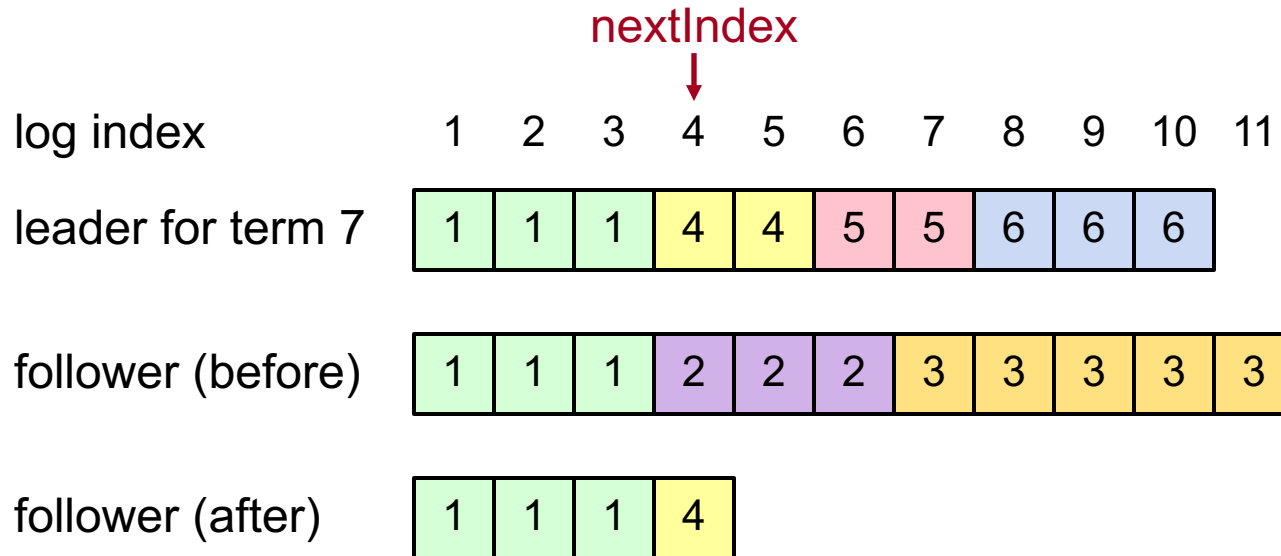 nextIndex
log index 1 2 3 4 5 6 7 8 9 10 11
leader for term 7 1 1 1 4 4 5 5 6 6 6
follower (before) 1 1 1 2 2 2 3 3 3 3 3
follower (after) 1 1 1 4